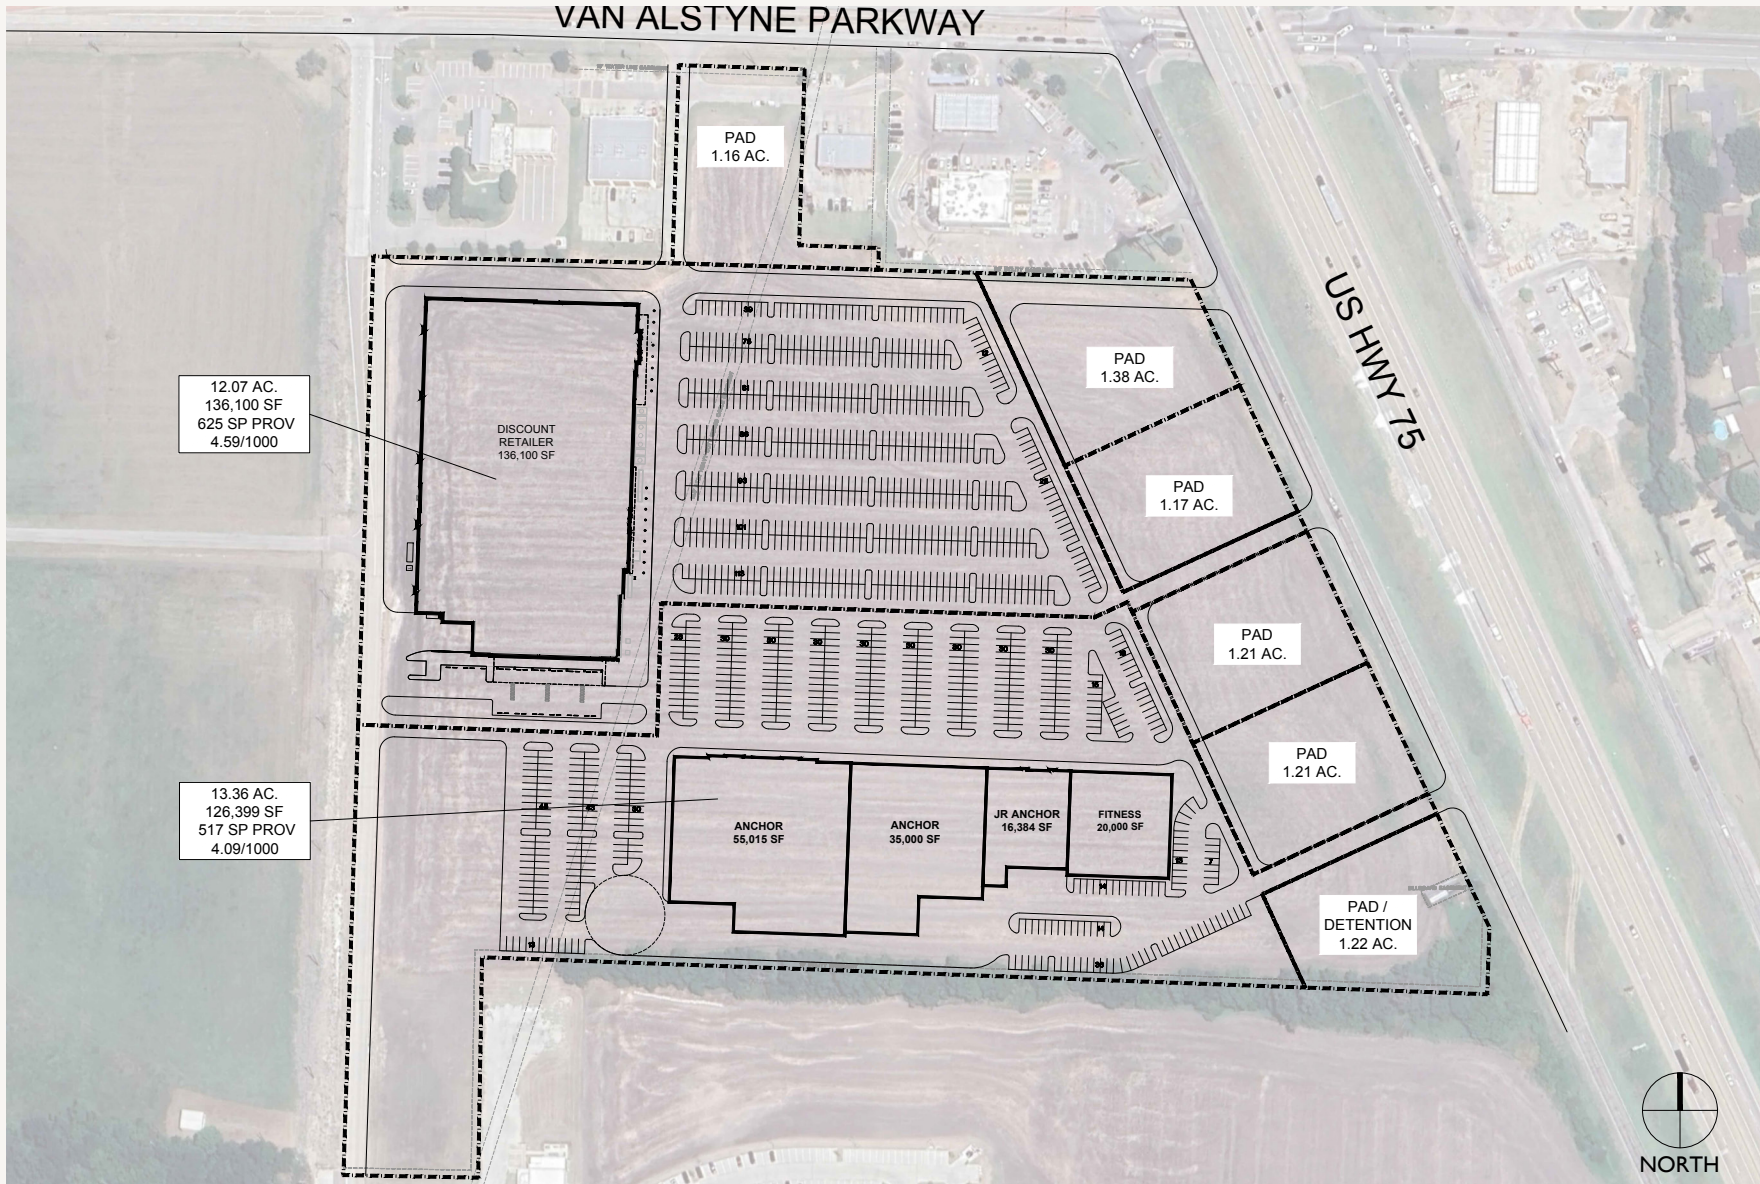 VAN ALSTYNE PARKWAY
PAD
1.16 AC.
US HWY 75
PAD
1.38 AC.
12.07 AC.
136,100 SF
625 SP PROV
4.59/1000
DISCOUNT
RETAILER
136,100 SF
PAD
1.17 AC.
PAD
1.21 AC.
PAD
1.21 AC.
13.36 AC.
126,399 SF
517 SP PROV
4.09/1000
ANCHOR
55,015 SF
ANCHOR
35,000 SF
JR ANCHOR
16,384 SF
FITNESS
20,000 SF
PAD /
DETENTION
1.22 AC.
NORTH